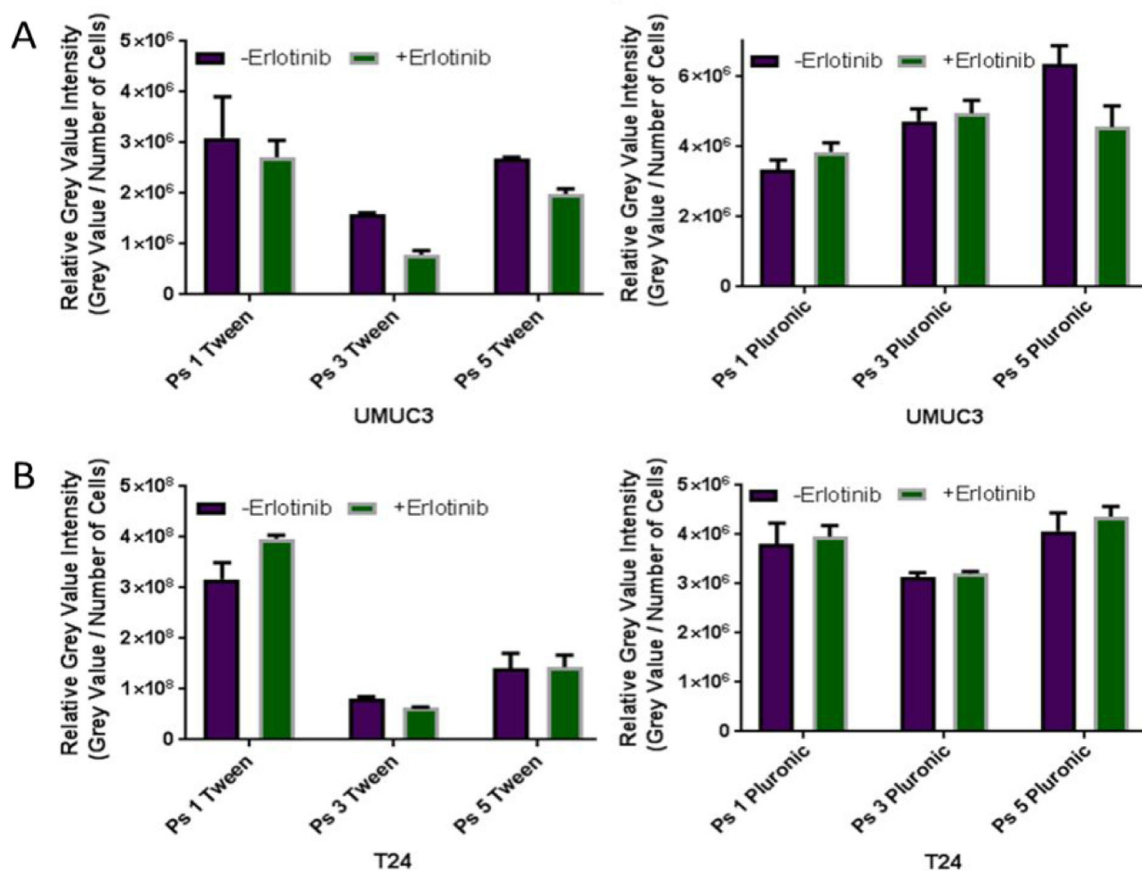 A
Relative Grey Value Intensity
(Grey Value / Number of Cells)
5×10⁶
4×10⁶
3×10⁶
2×10⁶
1×10⁶
0
-Erlotinib
+Erlotinib
Ps 1 Tween
Ps 3 Tween
Ps 5 Tween
UMUC3
Relative Grey Value Intensity
(Grey Value / Number of Cells)
6×10⁶
4×10⁶
2×10⁶
0
-Erlotinib
+Erlotinib
Ps 1 Pluronic
Ps 3 Pluronic
Ps 5 Pluronic
UMUC3
B
Relative Grey Value Intensity
(Grey Value / Number of Cells)
5×10⁸
4×10⁸
3×10⁸
2×10⁸
1×10⁸
0
-Erlotinib
+Erlotinib
Ps 1 Tween
Ps 3 Tween
Ps 5 Tween
T24
Relative Grey Value Intensity
(Grey Value / Number of Cells)
5×10⁶
4×10⁶
3×10⁶
2×10⁶
1×10⁶
0
-Erlotinib
+Erlotinib
Ps 1 Pluronic
Ps 3 Pluronic
Ps 5 Pluronic
T24